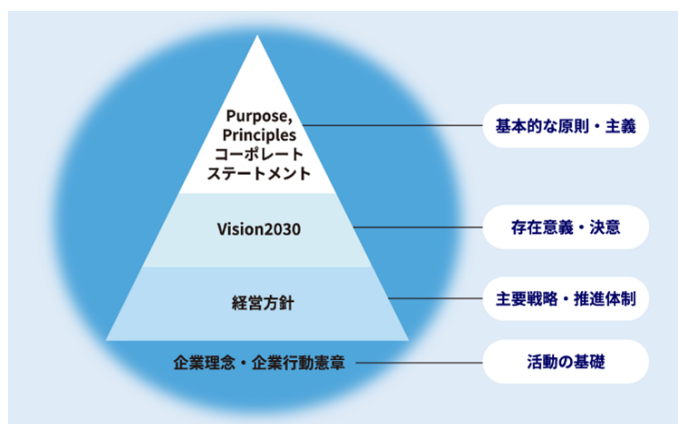 Purpose,
Principles
コーポレート
ステートメント
基本的な原則・主義
Vision2030
存在意義・決意
経営方針
主要戦略・推進体制
企業理念・企業行動憲章
活動の基礎